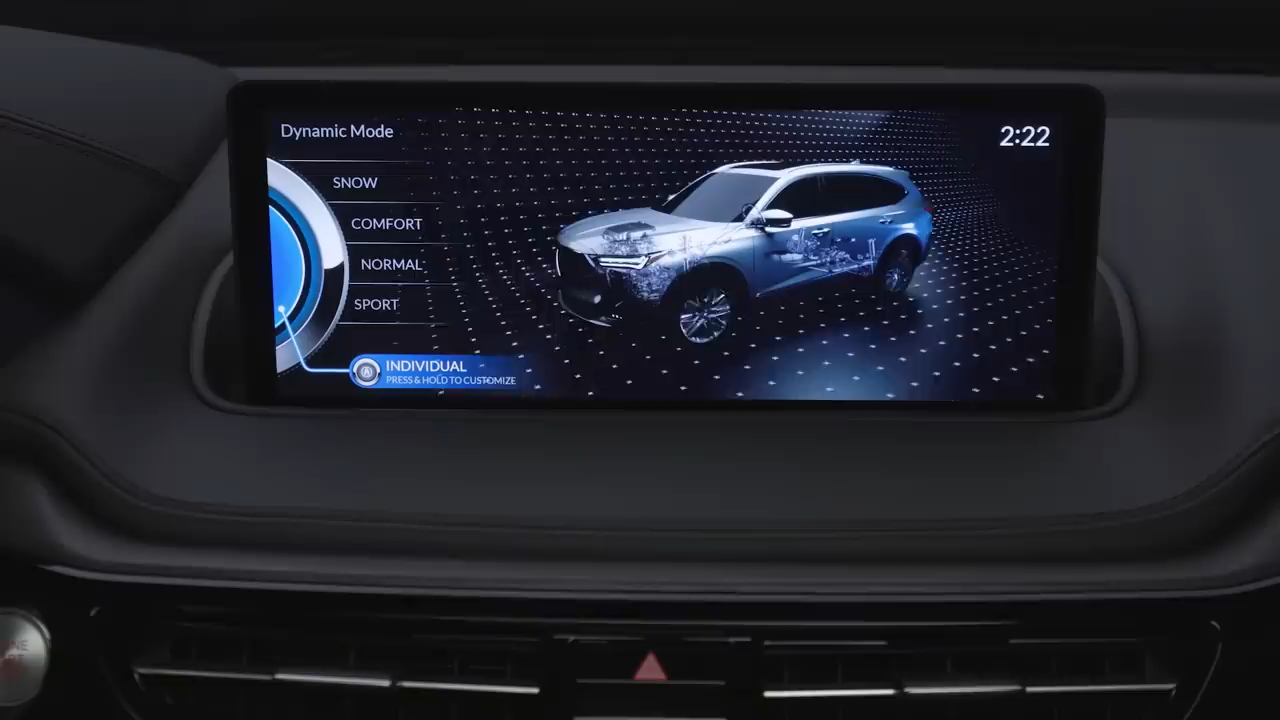 Dynamic Mode
2:22
SNOW
COMFORT
NORMAL
SPORT
INDIVIDUAL
PRESS & HOLD TO CUSTOMIZE